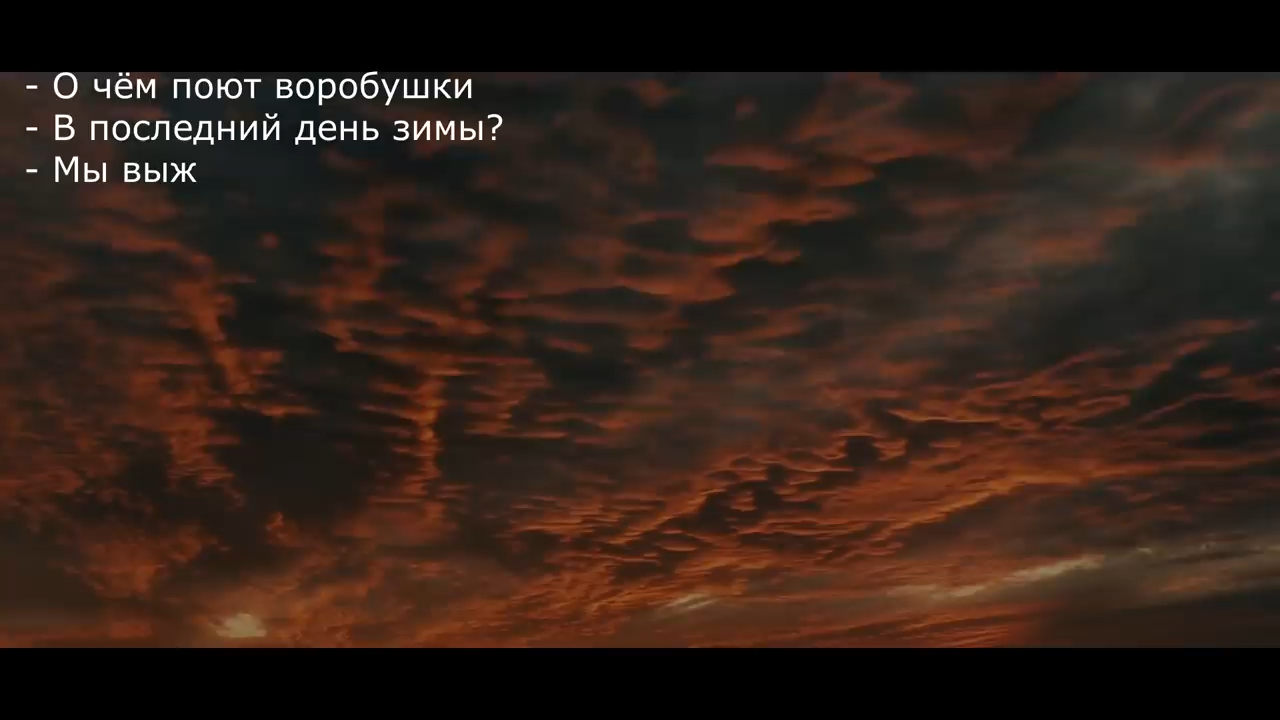 - О чём поют воробушки
- В последний день зимы?
- Мы выж